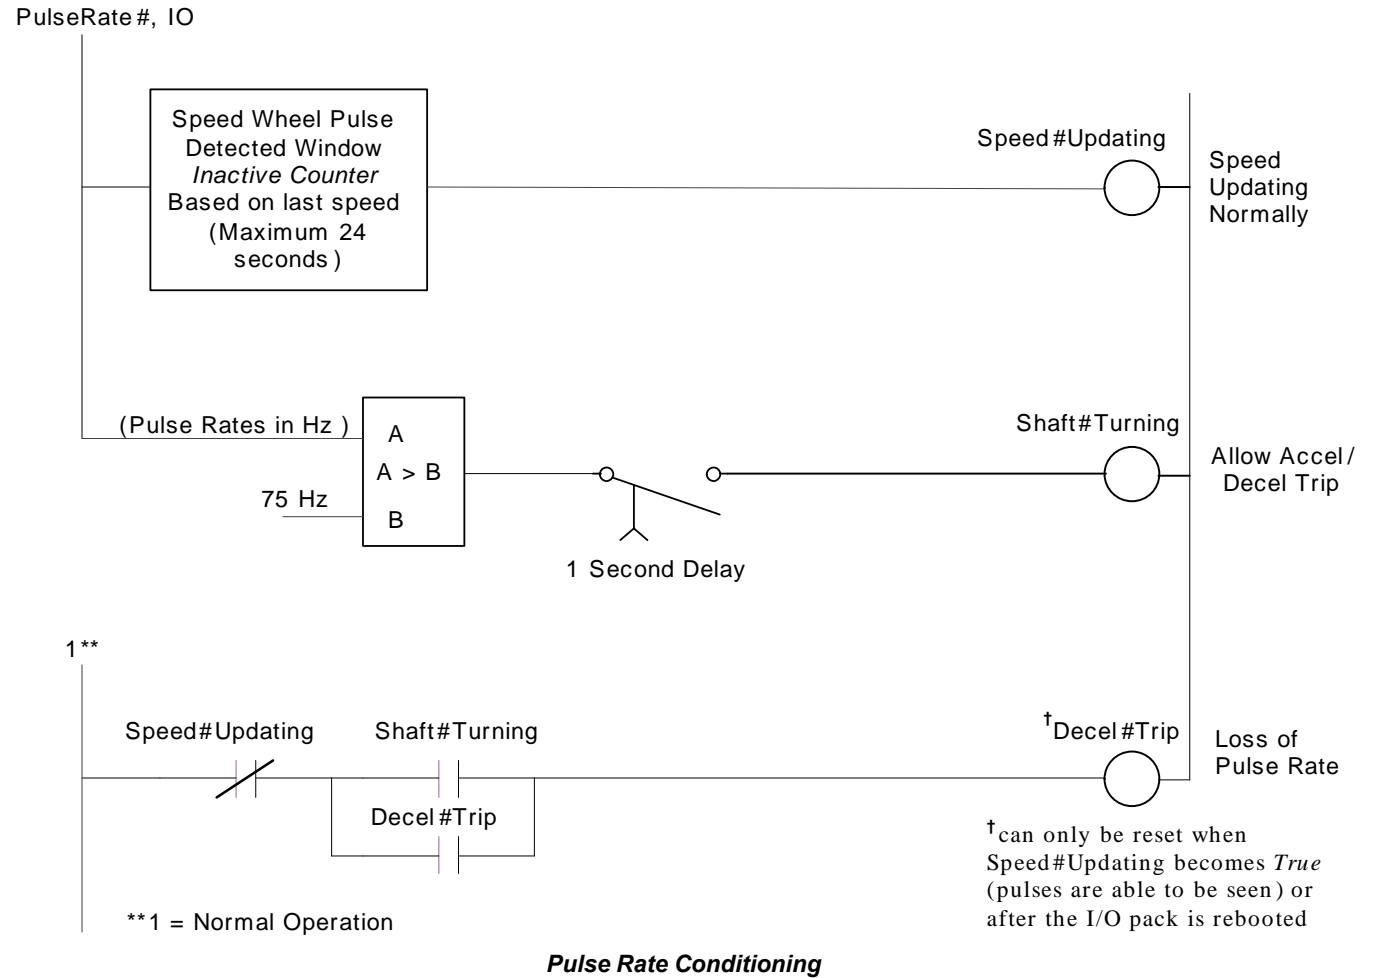 PulseRate#, IO
Speed Wheel Pulse
Detected Window
Inactive Counter
Based on last speed
(Maximum 24
seconds)
Speed#Updating
Speed
Updating
Normally
(Pulse Rates in Hz)
A
A > B
B
75 Hz
1 Second Delay
Shaft#Turning
Allow Accel/
Decel Trip
1**
Speed#Updating
Shaft#Turning
Decel#Trip
†Decel#Trip
Loss of
Pulse Rate
†can only be reset when
Speed#Updating becomes True
(pulses are able to be seen) or
after the I/O pack is rebooted
**1 = Normal Operation
Pulse Rate Conditioning